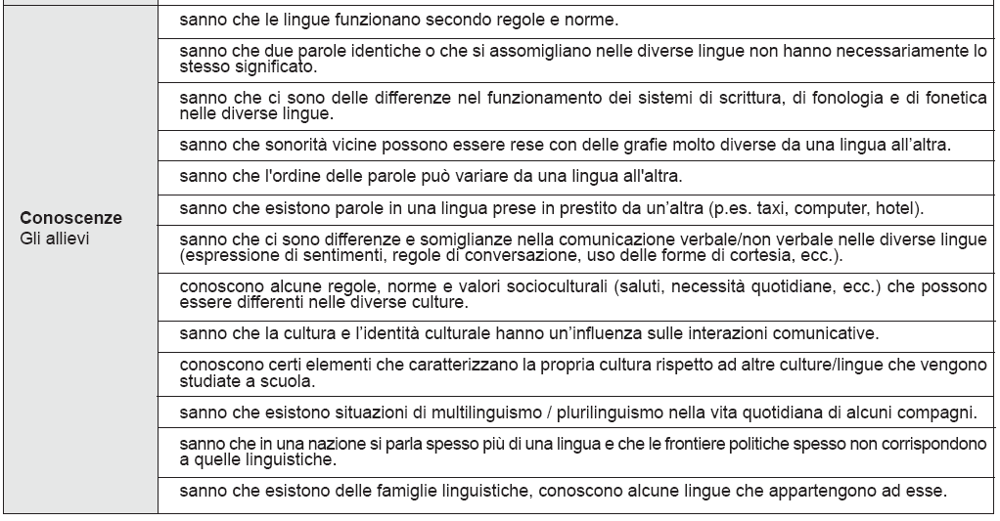 sanno che le lingue funzionano secondo regole e norme.
sanno che due parole identiche o che si assomigliano nelle diverse lingue non hanno necessariamente lo
stesso significato.
sanno che ci sono delle differenze nel funzionamento dei sistemi di scrittura, di fonologia e di fonetica
nelle diverse lingue.
sanno che sonorità vicine possono essere rese con delle grafie molto diverse da una lingua all’altra.
sanno che l'ordine delle parole può variare da una lingua all'altra.
Conoscenze
Gli allievi
sanno che esistono parole in una lingua prese in prestito da un’altra (p.es. taxi, computer, hotel).
sanno che ci sono differenze e somiglianze nella comunicazione verbale/non verbale nelle diverse lingue
(espressione di sentimenti, regole di conversazione, uso delle forme di cortesia, ecc.).
conoscono alcune regole, norme e valori socioculturali (saluti, necessità quotidiane, ecc.) che possono
essere differenti nelle diverse culture.
sanno che la cultura e l’identità culturale hanno un’influenza sulle interazioni comunicative.
conoscono certi elementi che caratterizzano la propria cultura rispetto ad altre culture/lingue che vengono
studiate a scuola.
sanno che esistono situazioni di multilinguismo / plurilinguismo nella vita quotidiana di alcuni compagni.
sanno che in una nazione si parla spesso più di una lingua e che le frontiere politiche spesso non corrispondono
a quelle linguistiche.
sanno che esistono delle famiglie linguistiche, conoscono alcune lingue che appartengono ad esse.